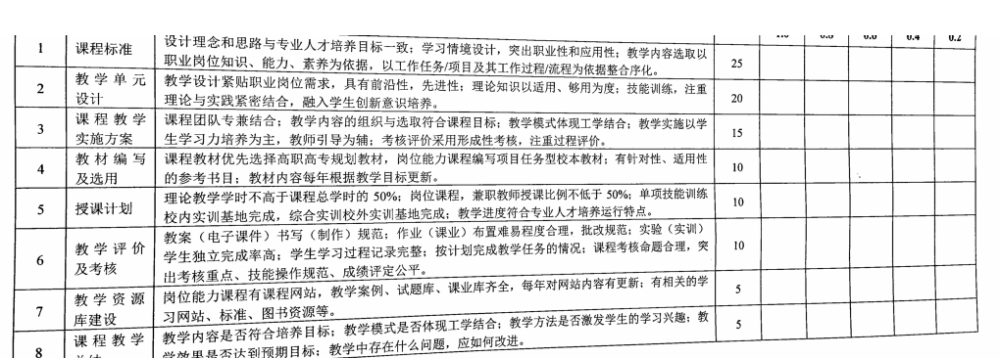 1.0 0.8 0.6 0.4 0.2
1 课程标准 设计理念和思路与专业人才培养目标一致；学习情境设计，突出职业性和应用性；教学内容选取以
职业岗位知识、能力、素养为依据，以工作任务/项目及其工作过程/流程为依据整合序化。 25
2 教学单元
设计
教学设计紧贴职业岗位需求，具有前沿性，先进性；理论知识以适用、够用为度；技能训练，注重
理论与实践紧密结合，融入学生创新意识培养。 20
3 课程教学
实施方案
课程团队专兼结合；教学内容的组织与选取符合课程目标；教学模式体现工学结合；教学实施以学
生学习力培养为主，教师引导为辅；考核评价采用形成性考核，注重过程评价。 15
4 教材编写
及选用
课程教材优先选择高职高专规划教材，岗位能力课程编写项目任务型校本教材；有针对性、适用性
的参考书目；教材内容每年根据教学目标更新。 10
5 授课计划 理论教学学时不高于课程总学时的 50%；岗位课程，兼职教师授课比例不低于 50%；单项技能训练
校内实训基地完成，综合实训校外实训基地完成；教学进度符合专业人才培养运行特点。 10
6 教学评价
及考核
教案（电子课件）书写（制作）规范；作业（课业）布置难易程度合理，批改规范；实验（实训）
学生独立完成率高；学生学习过程记录完整；按计划完成教学任务的情况；课程考核命题合理，突
出考核重点、技能操作规范、成绩评定公平。 10
7 教学资源
库建设
岗位能力课程有课程网站，教学案例、试题库、课业库齐全，每年对网站内容有更新；有相关的学
习网站、标准、图书资源等。 5
8 课程教学
教学内容是否符合培养目标；教学模式是否体现工学结合；教学方法是否激发学生的学习兴趣；教
学效果是否达到预期目标；教学中存在什么问题，应如何改进。 5